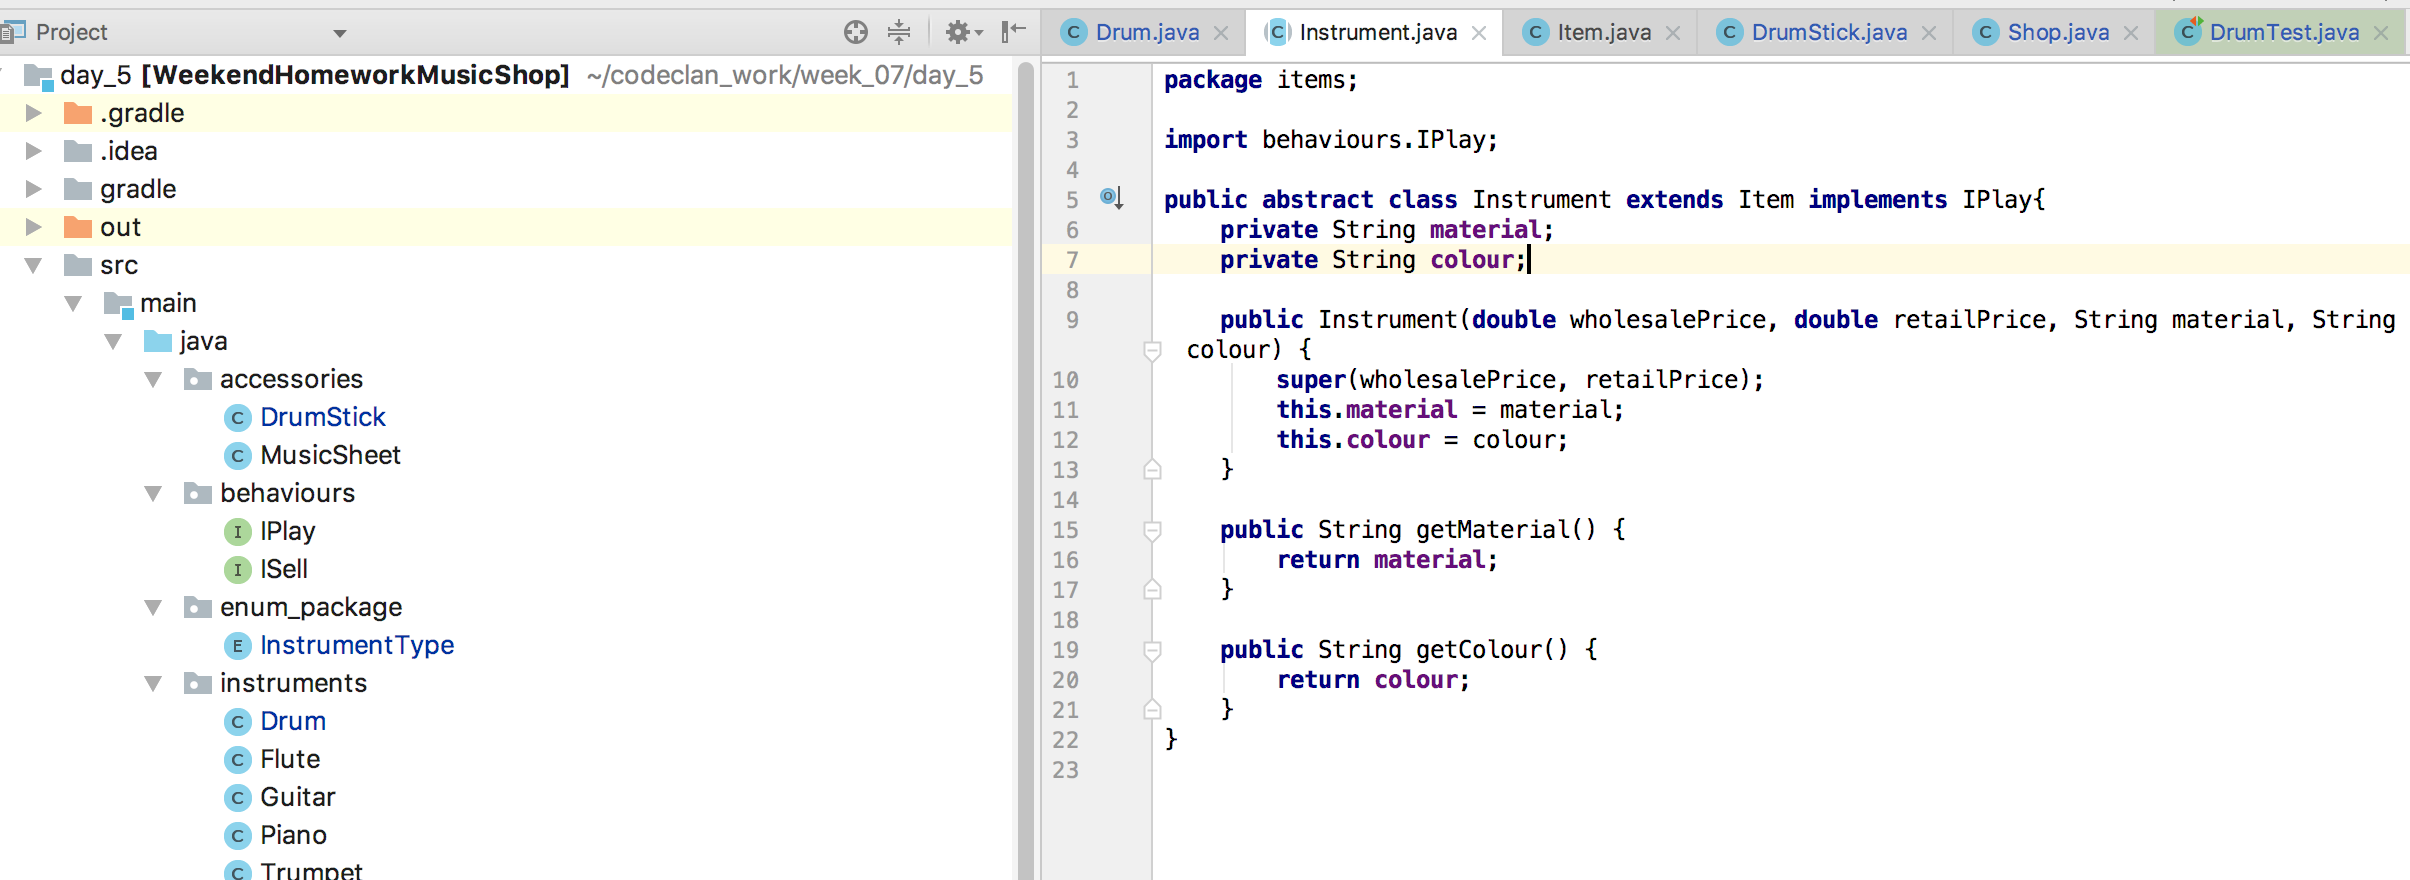 Project
day_5 [WeekendHomeworkMusicShop] ~/codeclan_work/week_07/day_5
.gradle
.idea
gradle
out
src
main
java
accessories
C DrumStick
C MusicSheet
behaviours
I IPlay
I ISell
enum_package
E InstrumentType
instruments
C Drum
C Flute
C Guitar
C Piano
C Trumpet
C Drum.java C Instrument.java C Item.java C DrumStick.java C Shop.java C DrumTest.java
1 package items;
2
3 import behaviours.IPlay;
4
5 public abstract class Instrument extends Item implements IPlay{
6 private String material;
7 private String colour;
8
9 public Instrument(double wholesalePrice, double retailPrice, String material, String
colour) {
10 super(wholesalePrice, retailPrice);
11 this.material = material;
12 this.colour = colour;
13 }
14
15 public String getMaterial() {
16 return material;
17 }
18
19 public String getColour() {
20 return colour;
21 }
22 }
23